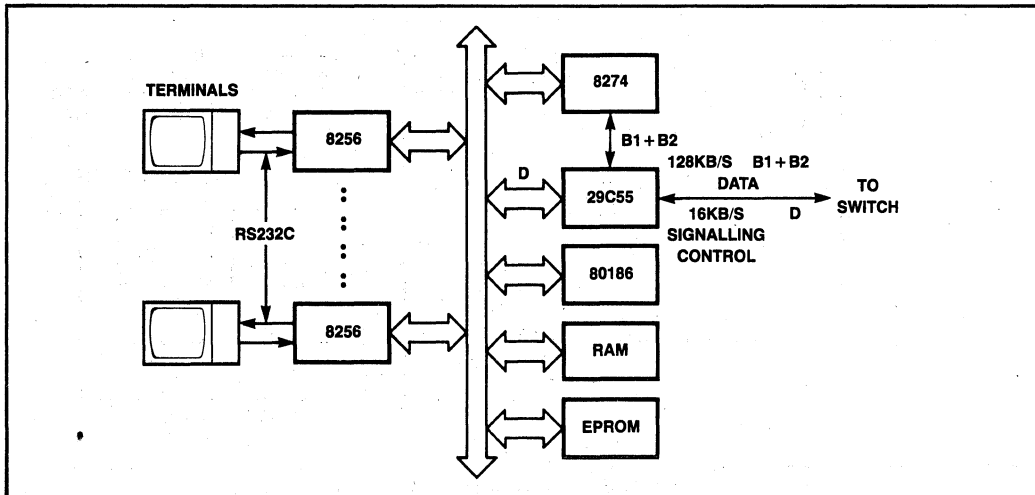 TERMINALS
8256
RS232C
8256
8274
B1+B2
D
29C55
128KB/S B1+B2
DATA
16KB/S D
SIGNALLING
CONTROL
TO
SWITCH
80186
RAM
EPROM